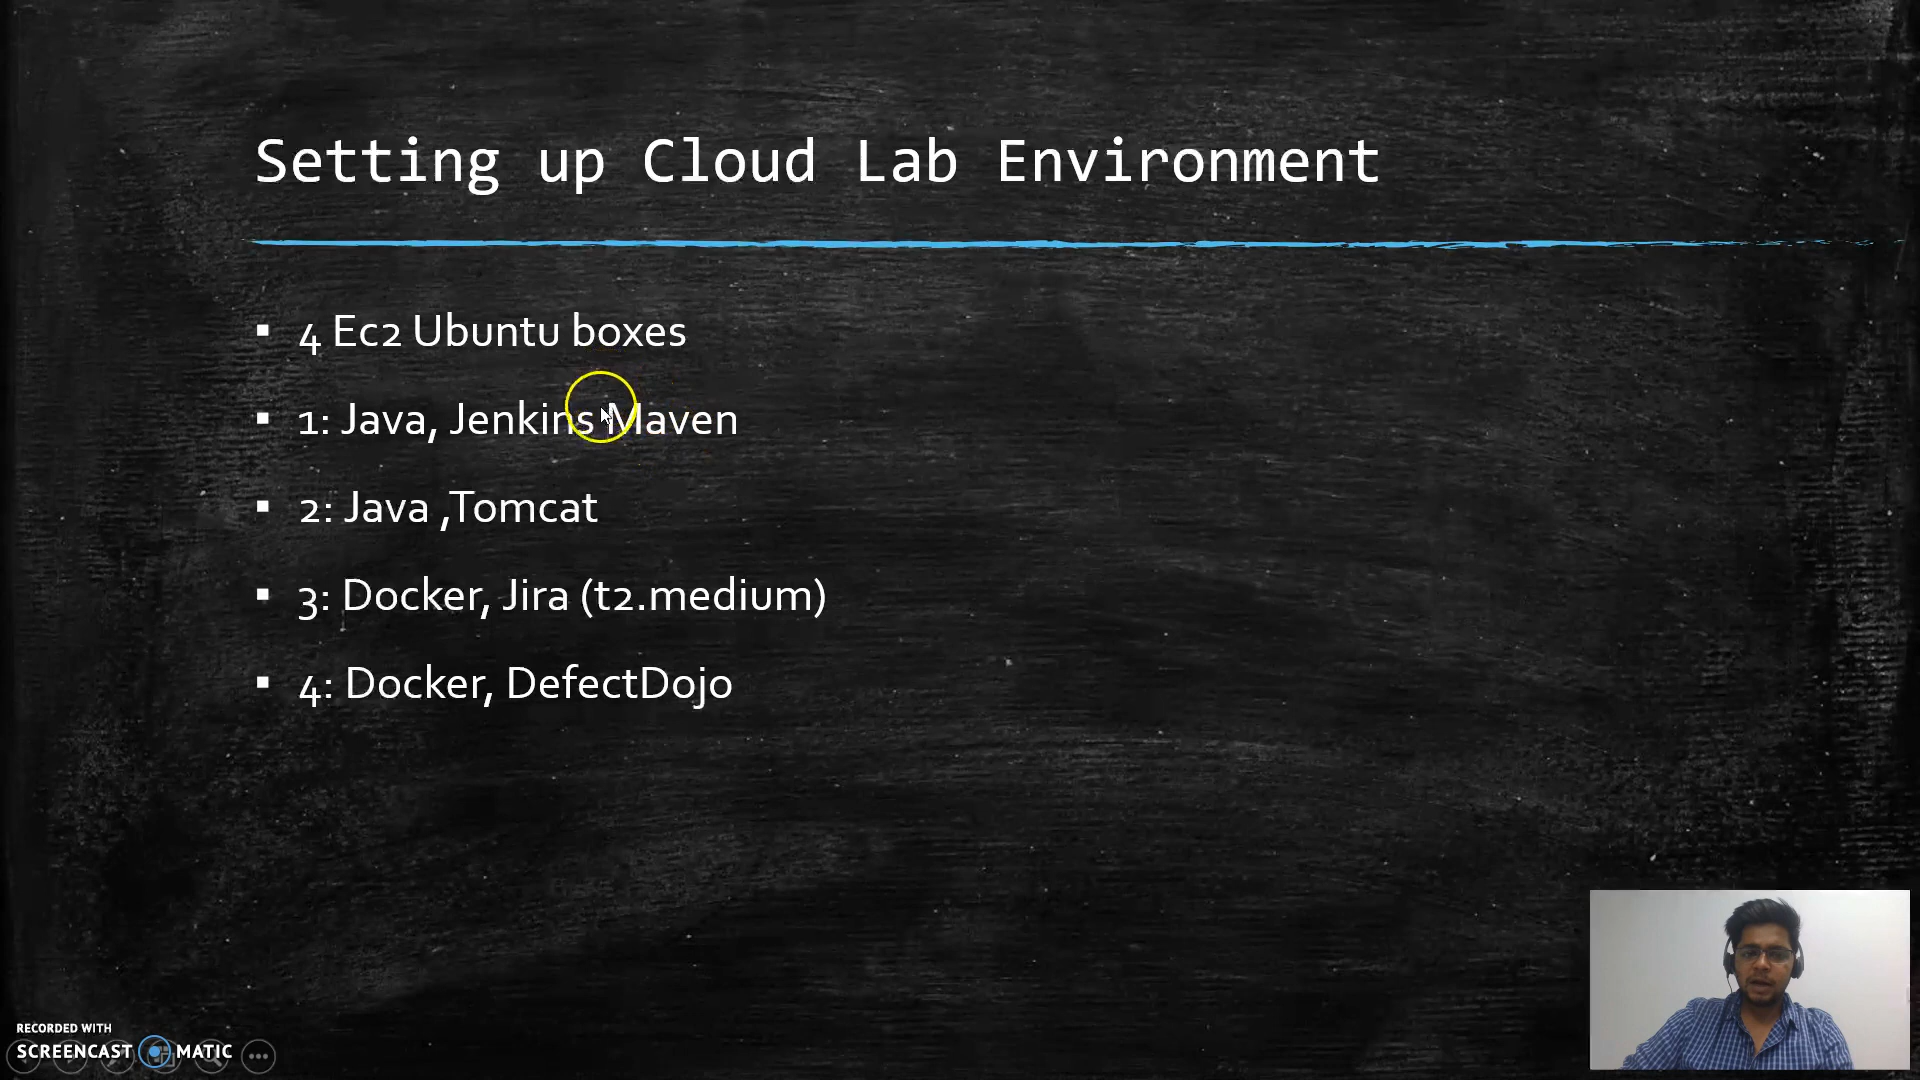 Setting up Cloud Lab Environment
4 Ec2 Ubuntu boxes
1: Java, Jenkins Maven
2: Java ,Tomcat
3: Docker, Jira (t2.medium)
4: Docker, DefectDojo
RECORDED WITH
SCREENCAST MATIC